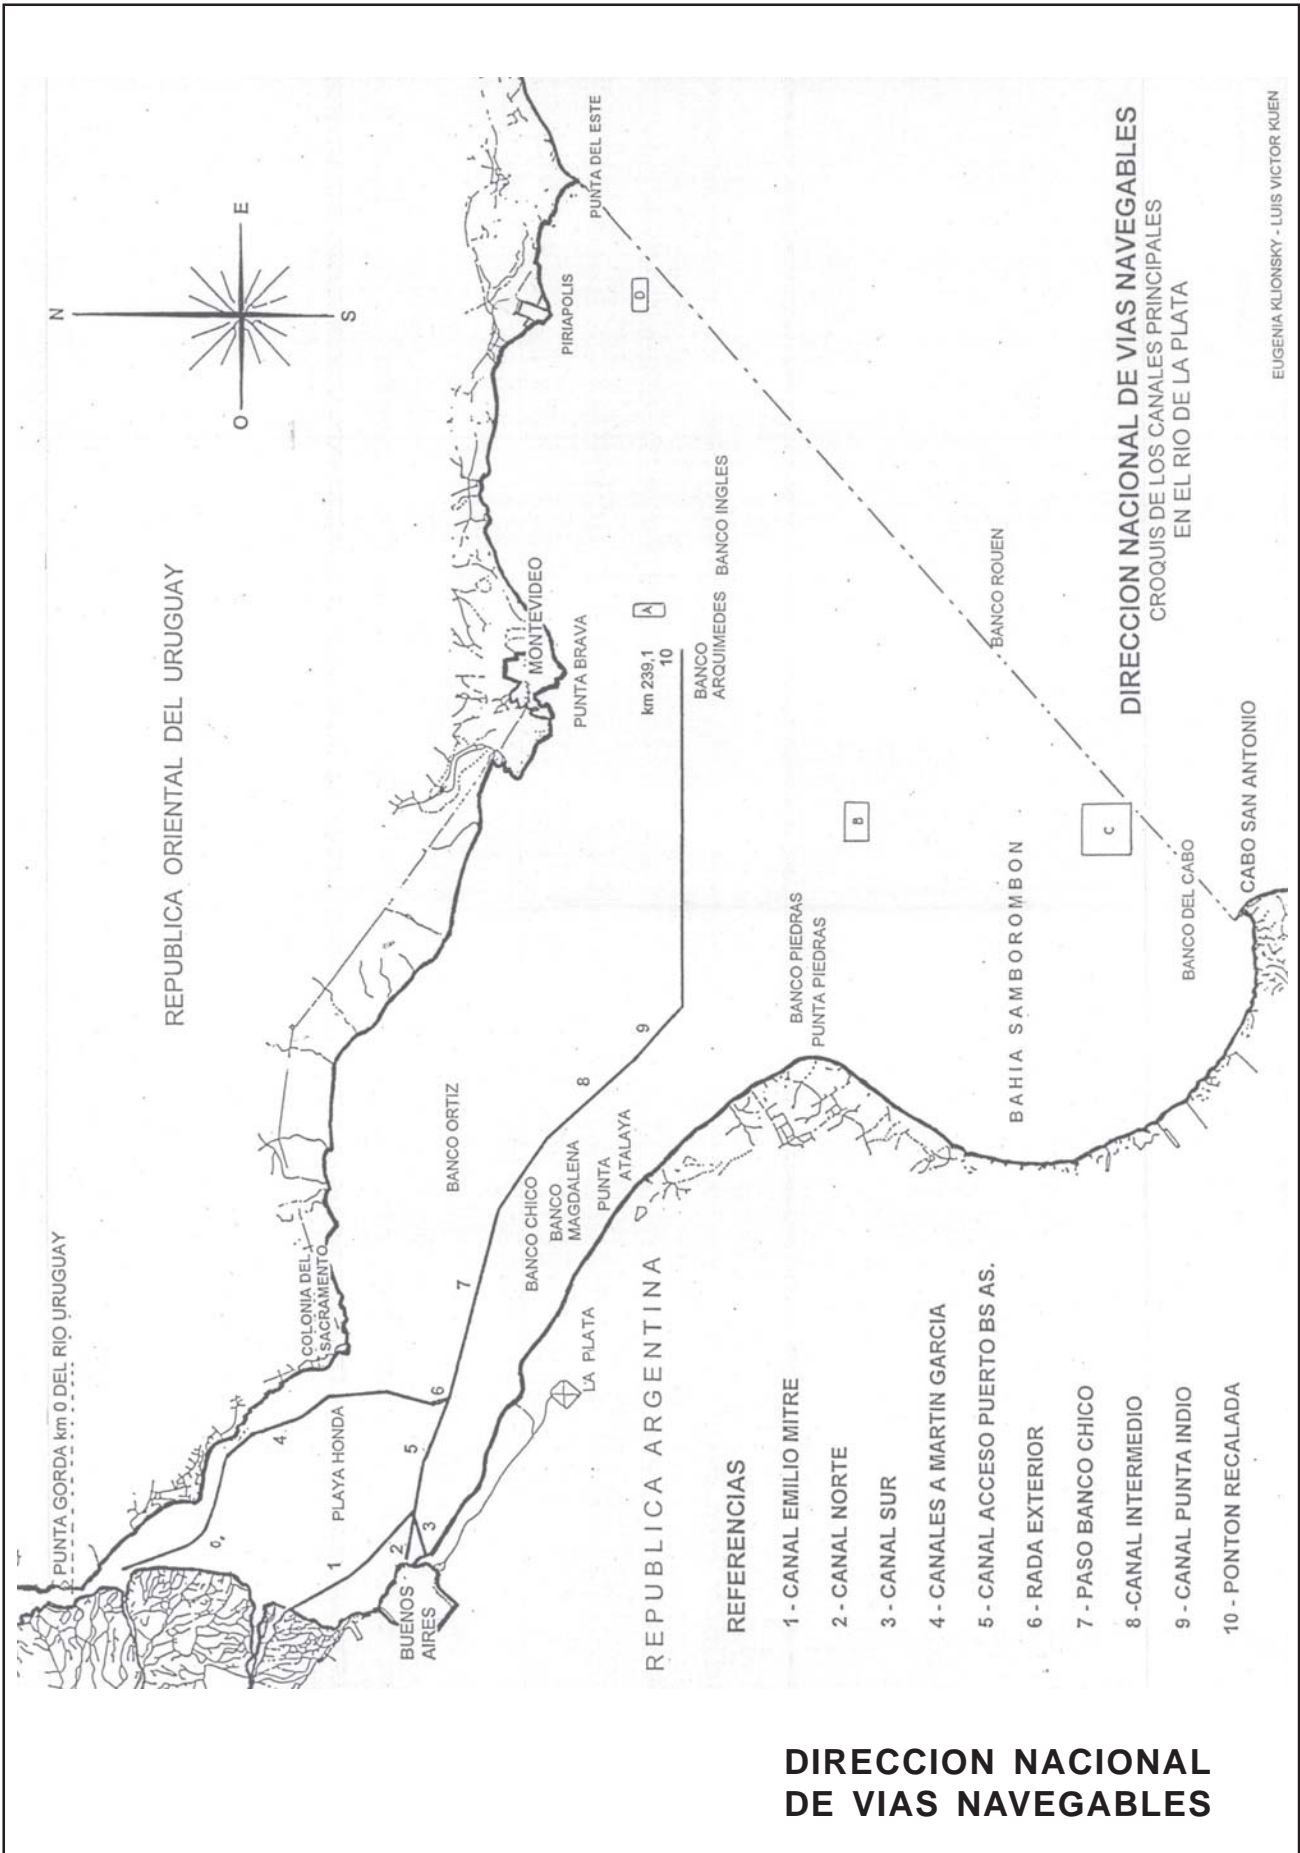 N
O
E
S
REPUBLICA ORIENTAL DEL URUGUAY
PUNTA GORDA km 0 DEL RIO URUGUAY
COLONIA DEL
SACRAMENTO
MONTEVIDEO
PUNTA BRAVA
PIRIAPOLIS
PUNTA DEL ESTE
D
A
km 239,1
10
BANCO
ARQUIMEDES
BANCO INGLES
BANCO ORTIZ
PLAYA HONDA
4
1
2
3
5
6
7
8
9
BANCO CHICO
BANCO
MAGDALENA
PUNTA
ATALAYA
BUENOS
AIRES
LA PLATA
BANCO PIEDRAS
PUNTA PIEDRAS
B
BANCO ROUEN
BAHIA SAMBOROMBON
C
BANCO DEL CABO
CABO SAN ANTONIO
REPUBLICA ARGENTINA
REFERENCIAS
1 - CANAL EMILIO MITRE
2 - CANAL NORTE
3 - CANAL SUR
4 - CANALES A MARTIN GARCIA
5 - CANAL ACCESO PUERTO BS AS.
6 - RADA EXTERIOR
7 - PASO BANCO CHICO
8 -CANAL INTERMEDIO
9 - CANAL PUNTA INDIO
10 - PONTON RECALADA
DIRECCION NACIONAL DE VIAS NAVEGABLES
CROQUIS DE LOS CANALES PRINCIPALES
EN EL RIO DE LA PLATA
EUGENIA KLIONSKY - LUIS VICTOR KUEN
DIRECCION NACIONAL
DE VIAS NAVEGABLES